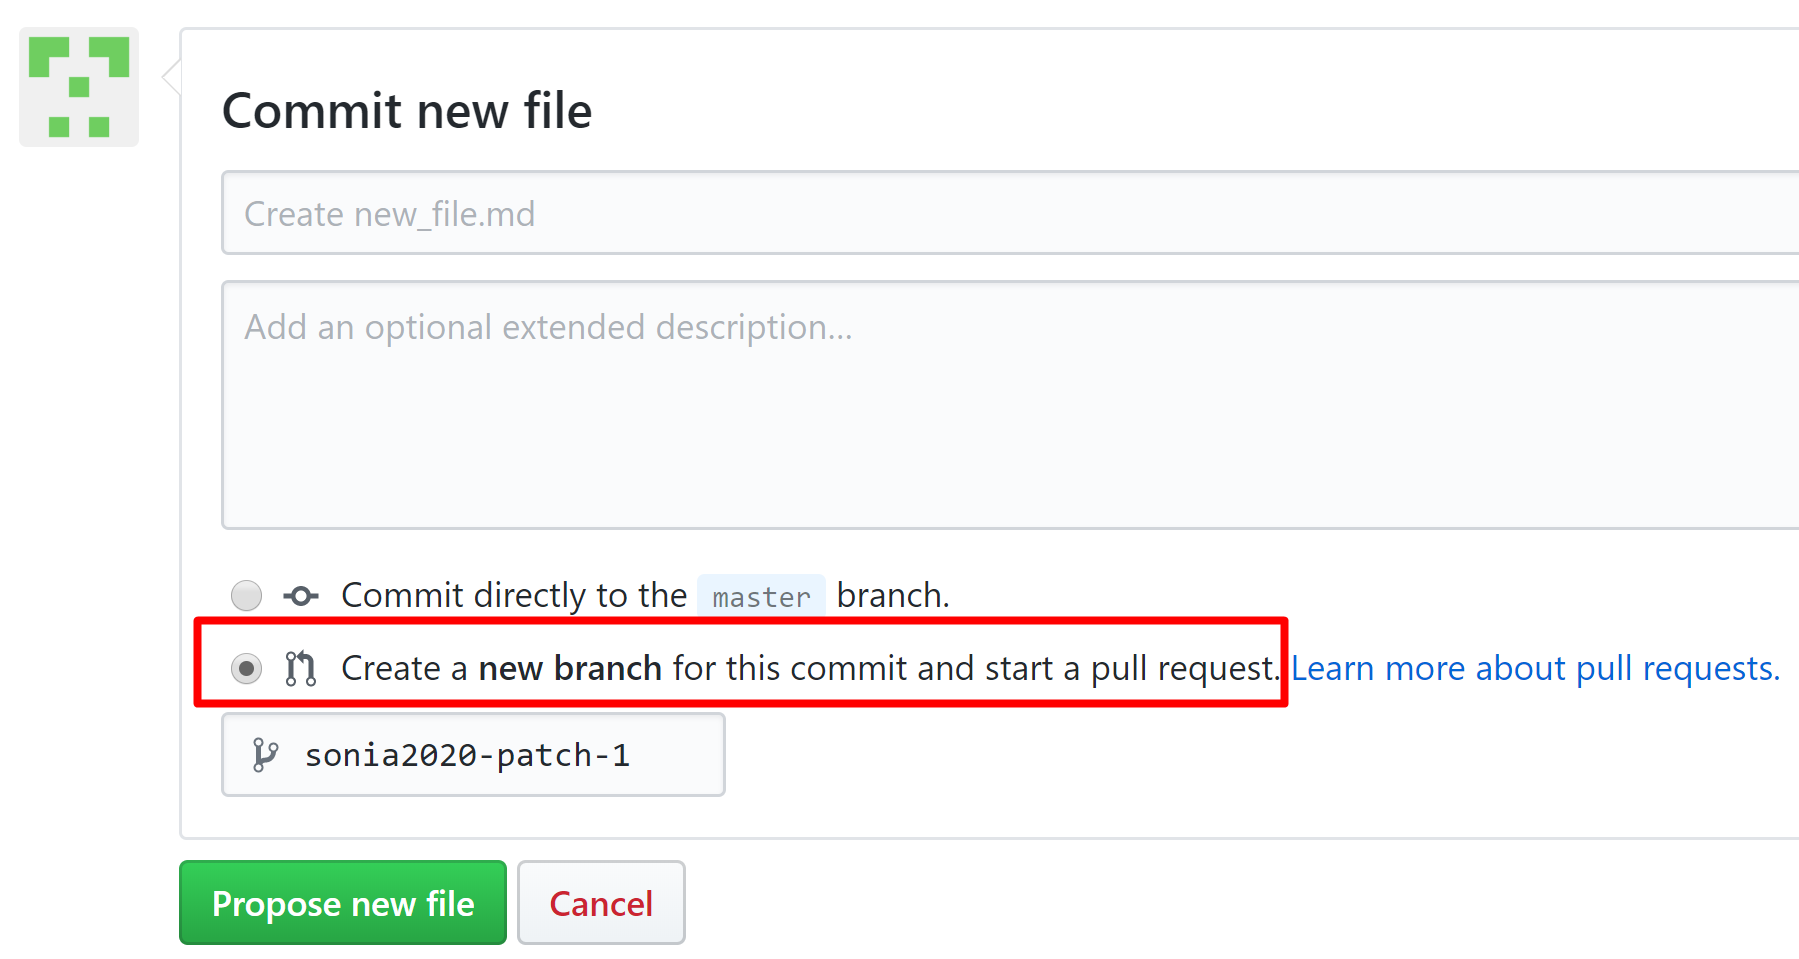 Commit new file
Create new_file.md
Add an optional extended description...
Commit directly to the master branch.
Create a new branch for this commit and start a pull request. Learn more about pull requests.
sonia2020-patch-1
Propose new file Cancel